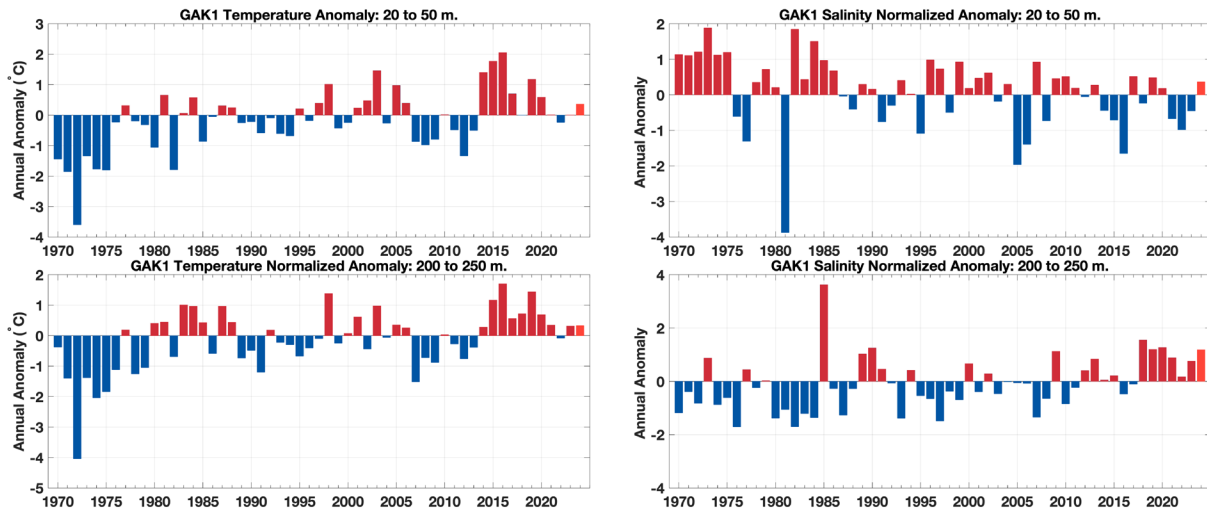 GAK1 Temperature Anomaly: 20 to 50 m.
Annual Anomaly (°C)
3
2
1
0
-1
-2
-3
-4
1970 1975 1980 1985 1990 1995 2000 2005 2010 2015 2020
GAK1 Salinity Normalized Anomaly: 20 to 50 m.
Annual Anomaly
2
1
0
-1
-2
-3
-4
1970 1975 1980 1985 1990 1995 2000 2005 2010 2015 2020
GAK1 Temperature Normalized Anomaly: 200 to 250 m.
Annual Anomaly (°C)
2
1
0
-1
-2
-3
-4
-5
1970 1975 1980 1985 1990 1995 2000 2005 2010 2015 2020
GAK1 Salinity Normalized Anomaly: 200 to 250 m.
Annual Anomaly
4
2
0
-2
-4
1970 1975 1980 1985 1990 1995 2000 2005 2010 2015 2020